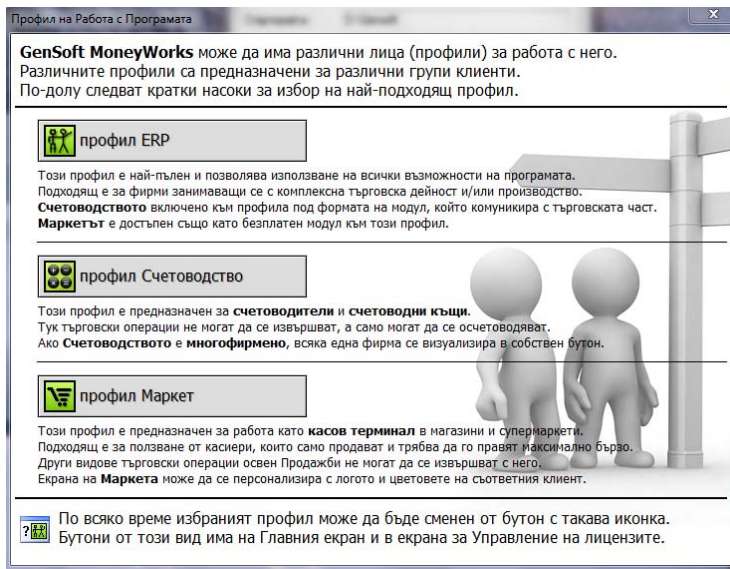 Профил на Работа с Програмата
GenSoft MoneyWorks може да има различни лица (профили) за работа с него.
Различните профили са предназначени за различни групи клиенти.
По-долу следват кратки насоки за избор на най-подходящ профил.
профил ERP
Този профил е най-пълен и позволява използване на всички възможности на програмата.
Подходящ е за фирми занимаващи се с комплексна търговска дейност и/или производство.
Счетоводството включено към профила под формата на модул, който комуникира с търговската част.
Маркетът е достъпен също като безплатен модул към този профил.
профил Счетоводство
Този профил е предназначен за счетоводители и счетоводни къщи.
Тук търговски операции не могат да се извършват, а само могат да се осчетоводяват.
Ако Счетоводството е многофирмено, всяка една фирма се визуализира в собствен бутон.
профил Маркет
Този профил е предназначен за работа като касов терминал в магазини и супермаркети.
Подходящ е за ползване от касиери, които само продават и трябва да го правят максимално бързо.
Други видове търговски операции освен Продажби не могат да се извършват с него.
Екрана на Маркета може да се персонализира с логото и цветовете на съответния клиент.
По всяко време избраният профил може да бъде сменен от бутон с такава иконка.
Бутони от този вид има на Главния екран и в екрана за Управление на лицензите.